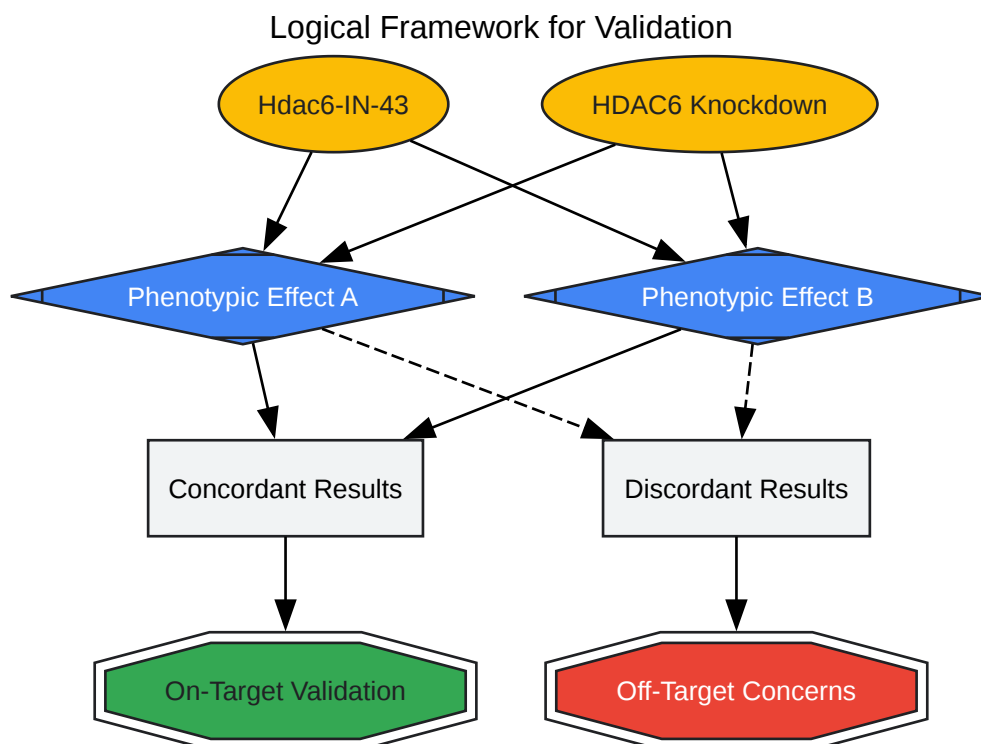 Logical Framework for Validation
Hdac6-IN-43
HDAC6 Knockdown
Phenotypic Effect A
Phenotypic Effect B
Concordant Results
Discordant Results
On-Target Validation
Off-Target Concerns